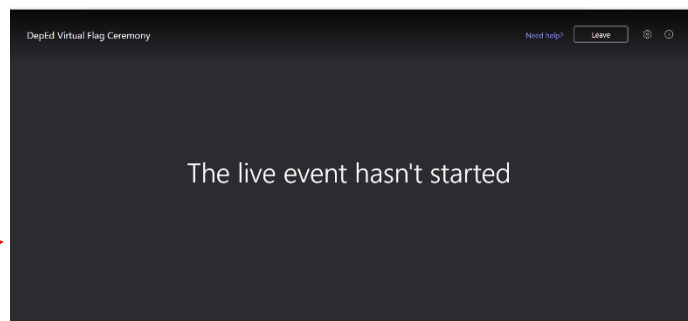 DepEd Virtual Flag Ceremony
Need help? Leave
The live event hasn't started